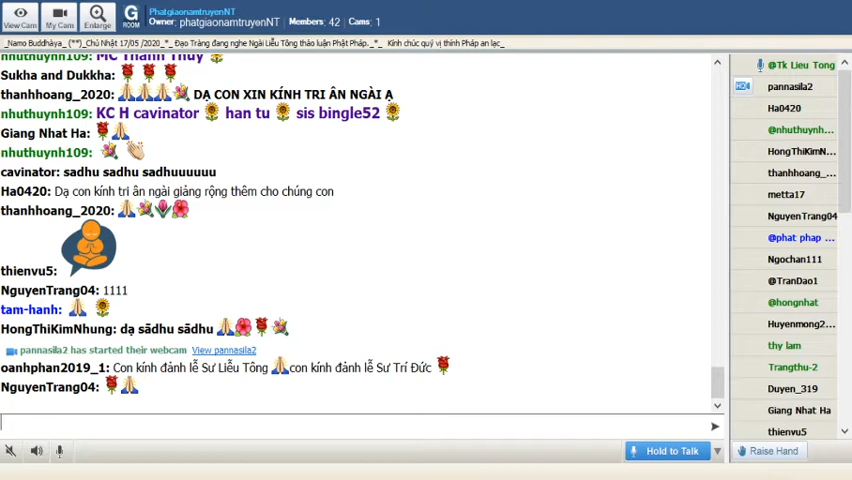 PhatgiaonamtruyenNT
Owner: phatgiaonamtruyenNT Members: 42 Cams: 1
View Cam My Cam Enlarge G ROOM
_Namo Buddhàya_ (**)_Chủ Nhật 17/05 /2020_*_ Đạo Tràng đang nghe Ngài Liễu Tông thảo luận Phật Pháp._*_ Kính chúc quý vị thính Pháp an lạc_
nhuthuynh109: MC Thanh Thuy
Sukha and Dukkha:
thanhhoang_2020: DẠ CON XIN KÍNH TRI ÂN NGÀI Ạ
nhuthuynh109: KC H cavinator han tu sis bingle52
Giang Nhat Ha:
nhuthuynh109:
cavinator: sadhu sadhu sadhuuuuuu
Ha0420: Dạ con kính tri ân ngài giảng rộng thêm cho chúng con
thanhhoang_2020:
thienvu5:
NguyenTrang04: 1111
tam-hanh:
HongThiKimNhung: dạ sādhu sādhu
pannasila2 has started their webcam View pannasila2
oanhphan2019_1: Con kính đảnh lễ Sư Liễu Tông con kính đảnh lễ Sư Trí Đức
NguyenTrang04:
Hold to Talk
@Tk Lieu Tong
HD pannasila2
Ha0420
@nhuthuynh...
HongThiKimN...
thanhhoang_...
metta17
NguyenTrang04
@phat phap ...
Ngochan111
@TranDao1
@hongnhat
Huyenmong2...
thy lam
Trangthu-2
Duyen_319
Giang Nhat Ha
thienvu5
Raise Hand